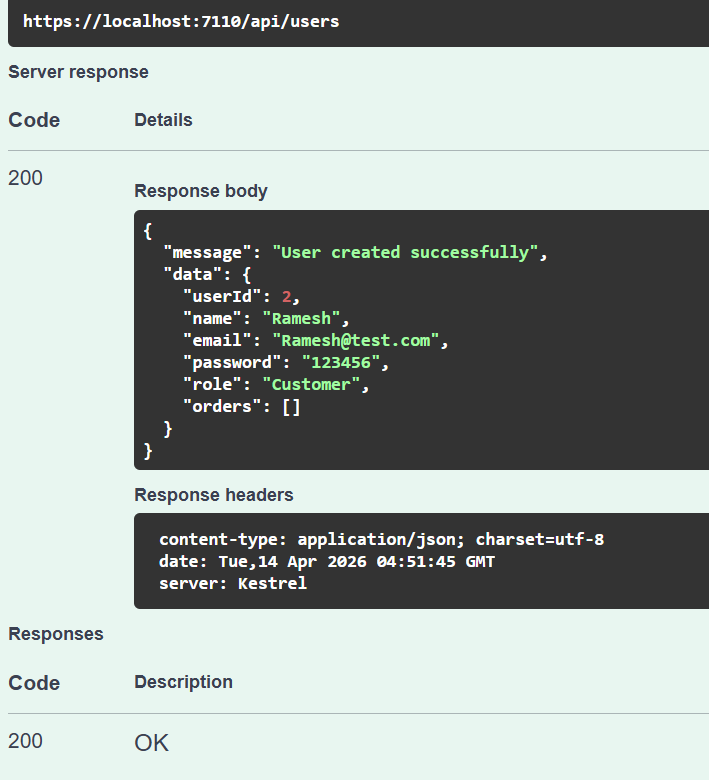 https://localhost:7110/api/users
Server response
Code Details
200
Response body
{
  "message": "User created successfully",
  "data": {
    "userId": 2,
    "name": "Ramesh",
    "email": "Ramesh@test.com",
    "password": "123456",
    "role": "Customer",
    "orders": []
  }
}
Response headers
content-type: application/json; charset=utf-8
date: Tue,14 Apr 2026 04:51:45 GMT
server: Kestrel
Responses
Code Description
200 OK